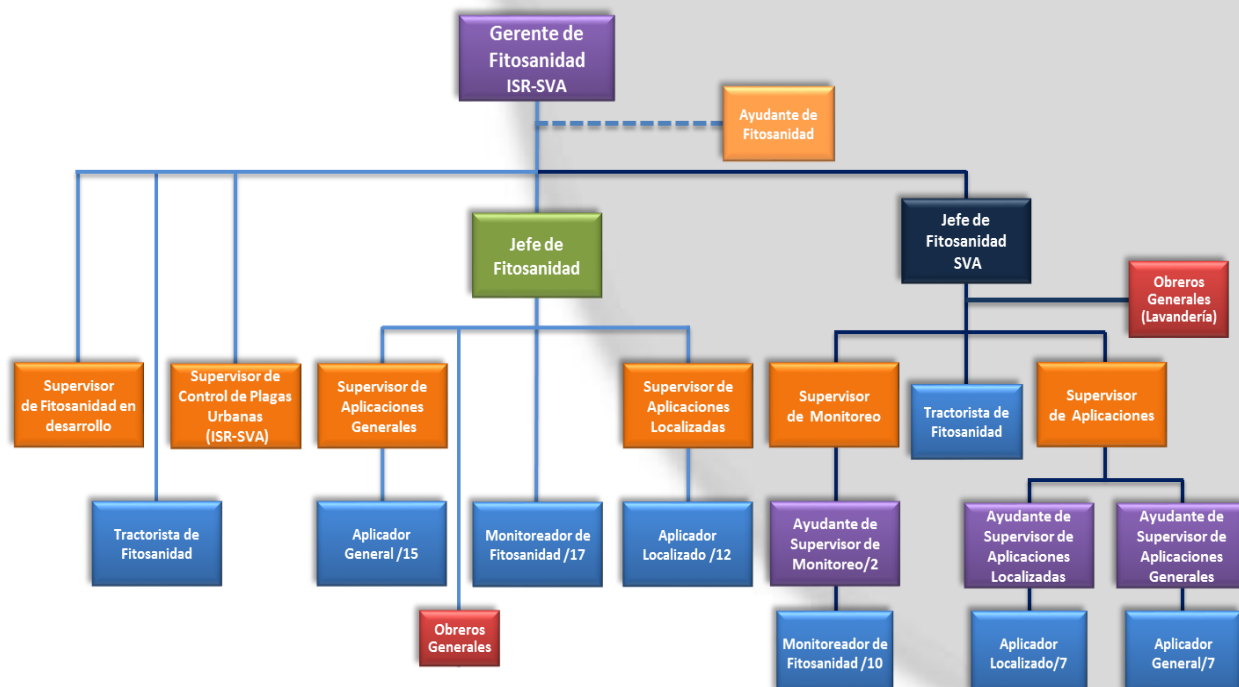 Gerente de
Fitosanidad
ISR-SVA
Ayudante de
Fitosanidad
Jefe de
Fitosanidad
Jefe de
Fitosanidad
SVA
Obreros
Generales
(Lavandería)
Supervisor
de Fitosanidad en
desarrollo
Supervisor de
Control de Plagas
Urbanas
(ISR-SVA)
Supervisor de
Aplicaciones
Generales
Supervisor de
Aplicaciones
Localizadas
Supervisor
de Monitoreo
Tractorista de
Fitosanidad
Supervisor
de Aplicaciones
Tractorista de
Fitosanidad
Aplicador
General /15
Monitoreador de
Fitosanidad /17
Aplicador
Localizado /12
Ayudante de
Supervisor de
Monitoreo/2
Ayudante de
Supervisor de
Aplicaciones
Localizadas
Ayudante de
Supervisor de
Aplicaciones
Generales
Obreros
Generales
Monitoreador de
Fitosanidad /10
Aplicador
Localizado/7
Aplicador
General/7